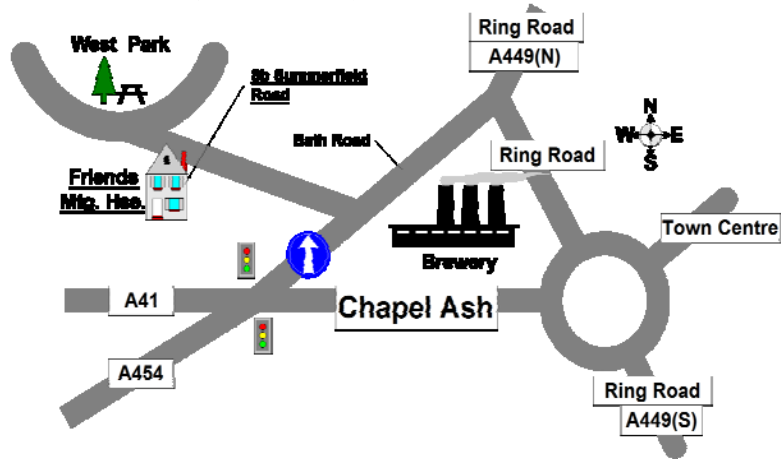 Ring Road
A449(N)
West Park
5b Summerfield
Road
Bath Road
N
W E
S
Ring Road
Friends
Mtg. Hse.
Town Centre
Brewery
A41
Chapel Ash
A454
Ring Road
A449(S)